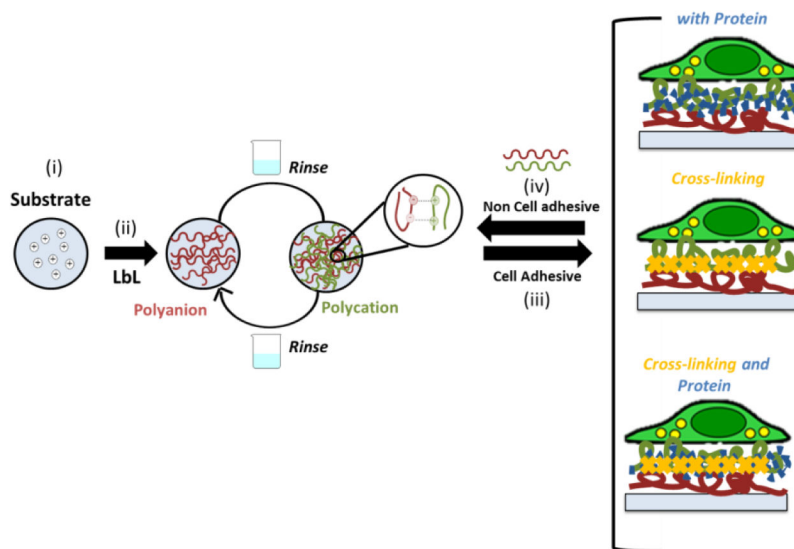 with Protein
(i)
Substrate
(ii)
LbL
Rinse
Polyanion
Polycation
Rinse
(iv)
Non Cell adhesive
Cell Adhesive
(iii)
Cross-linking
Cross-linking and
Protein